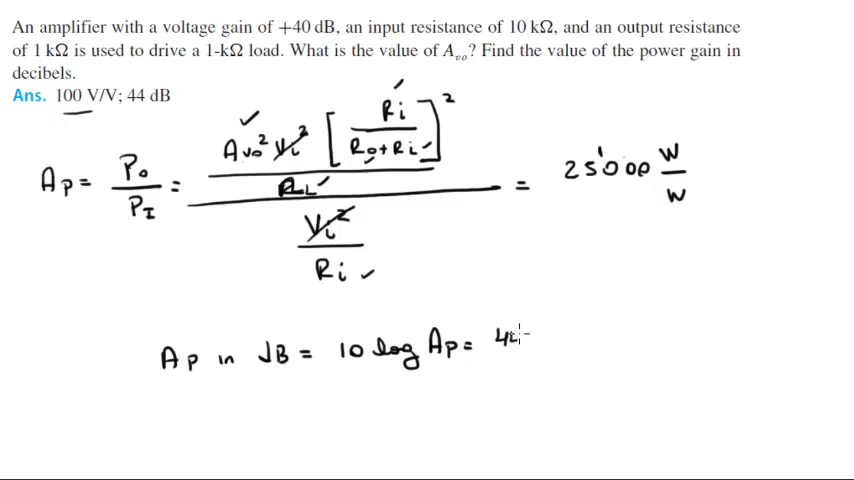 An amplifier with a voltage gain of +40 dB, an input resistance of 10 kΩ, and an output resistance
of 1 kΩ is used to drive a 1-kΩ load. What is the value of Avo? Find the value of the power gain in
decibels.
Ans. 100 V/V; 44 dB
Ap = Po / PI = Avo² Vi² [ Ri / Ro + Ri ]² / RL / Vi² / Ri = 25000 W / W
Ap in dB = 10 log Ap = 44